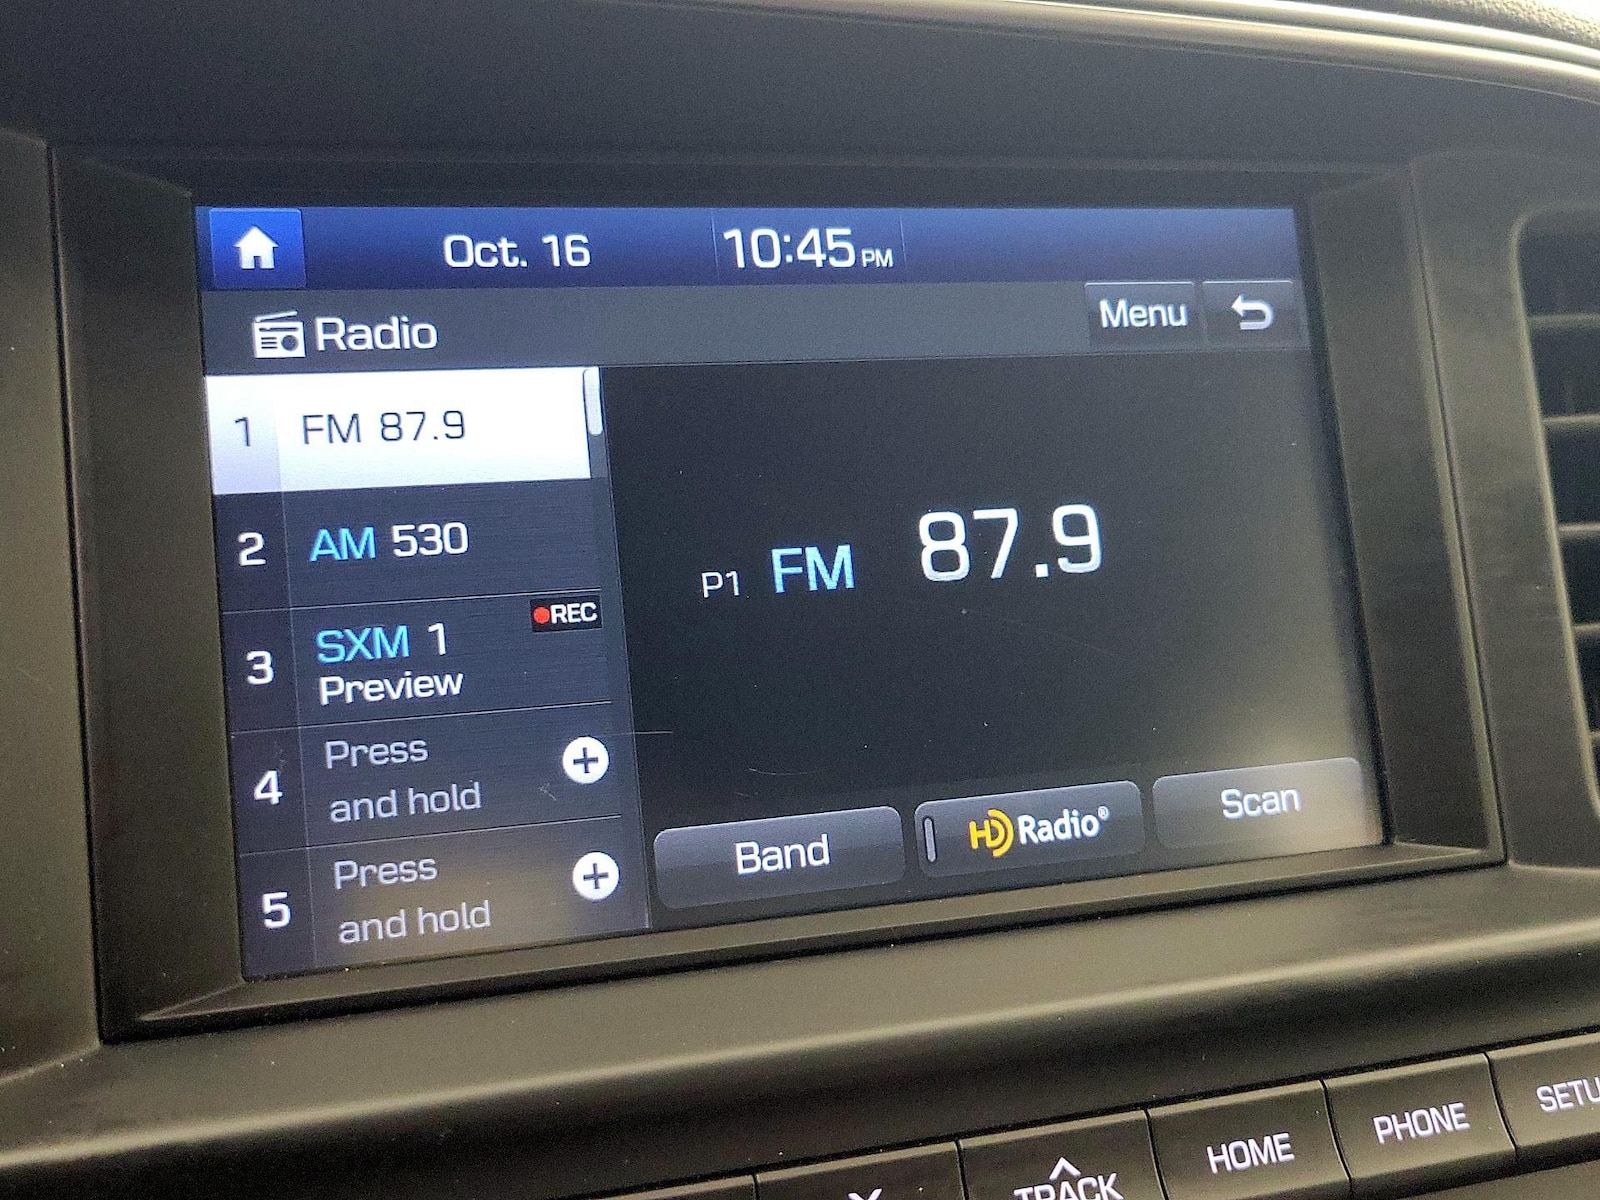 Oct. 16
10:45 PM
Radio
Menu
1 FM 87.9
2 AM 530
3 SXM 1
REC
Preview
4 Press
and hold
5 Press
and hold
P1 FM 87.9
Band
HD Radio®
Scan
TRACK
HOME
PHONE